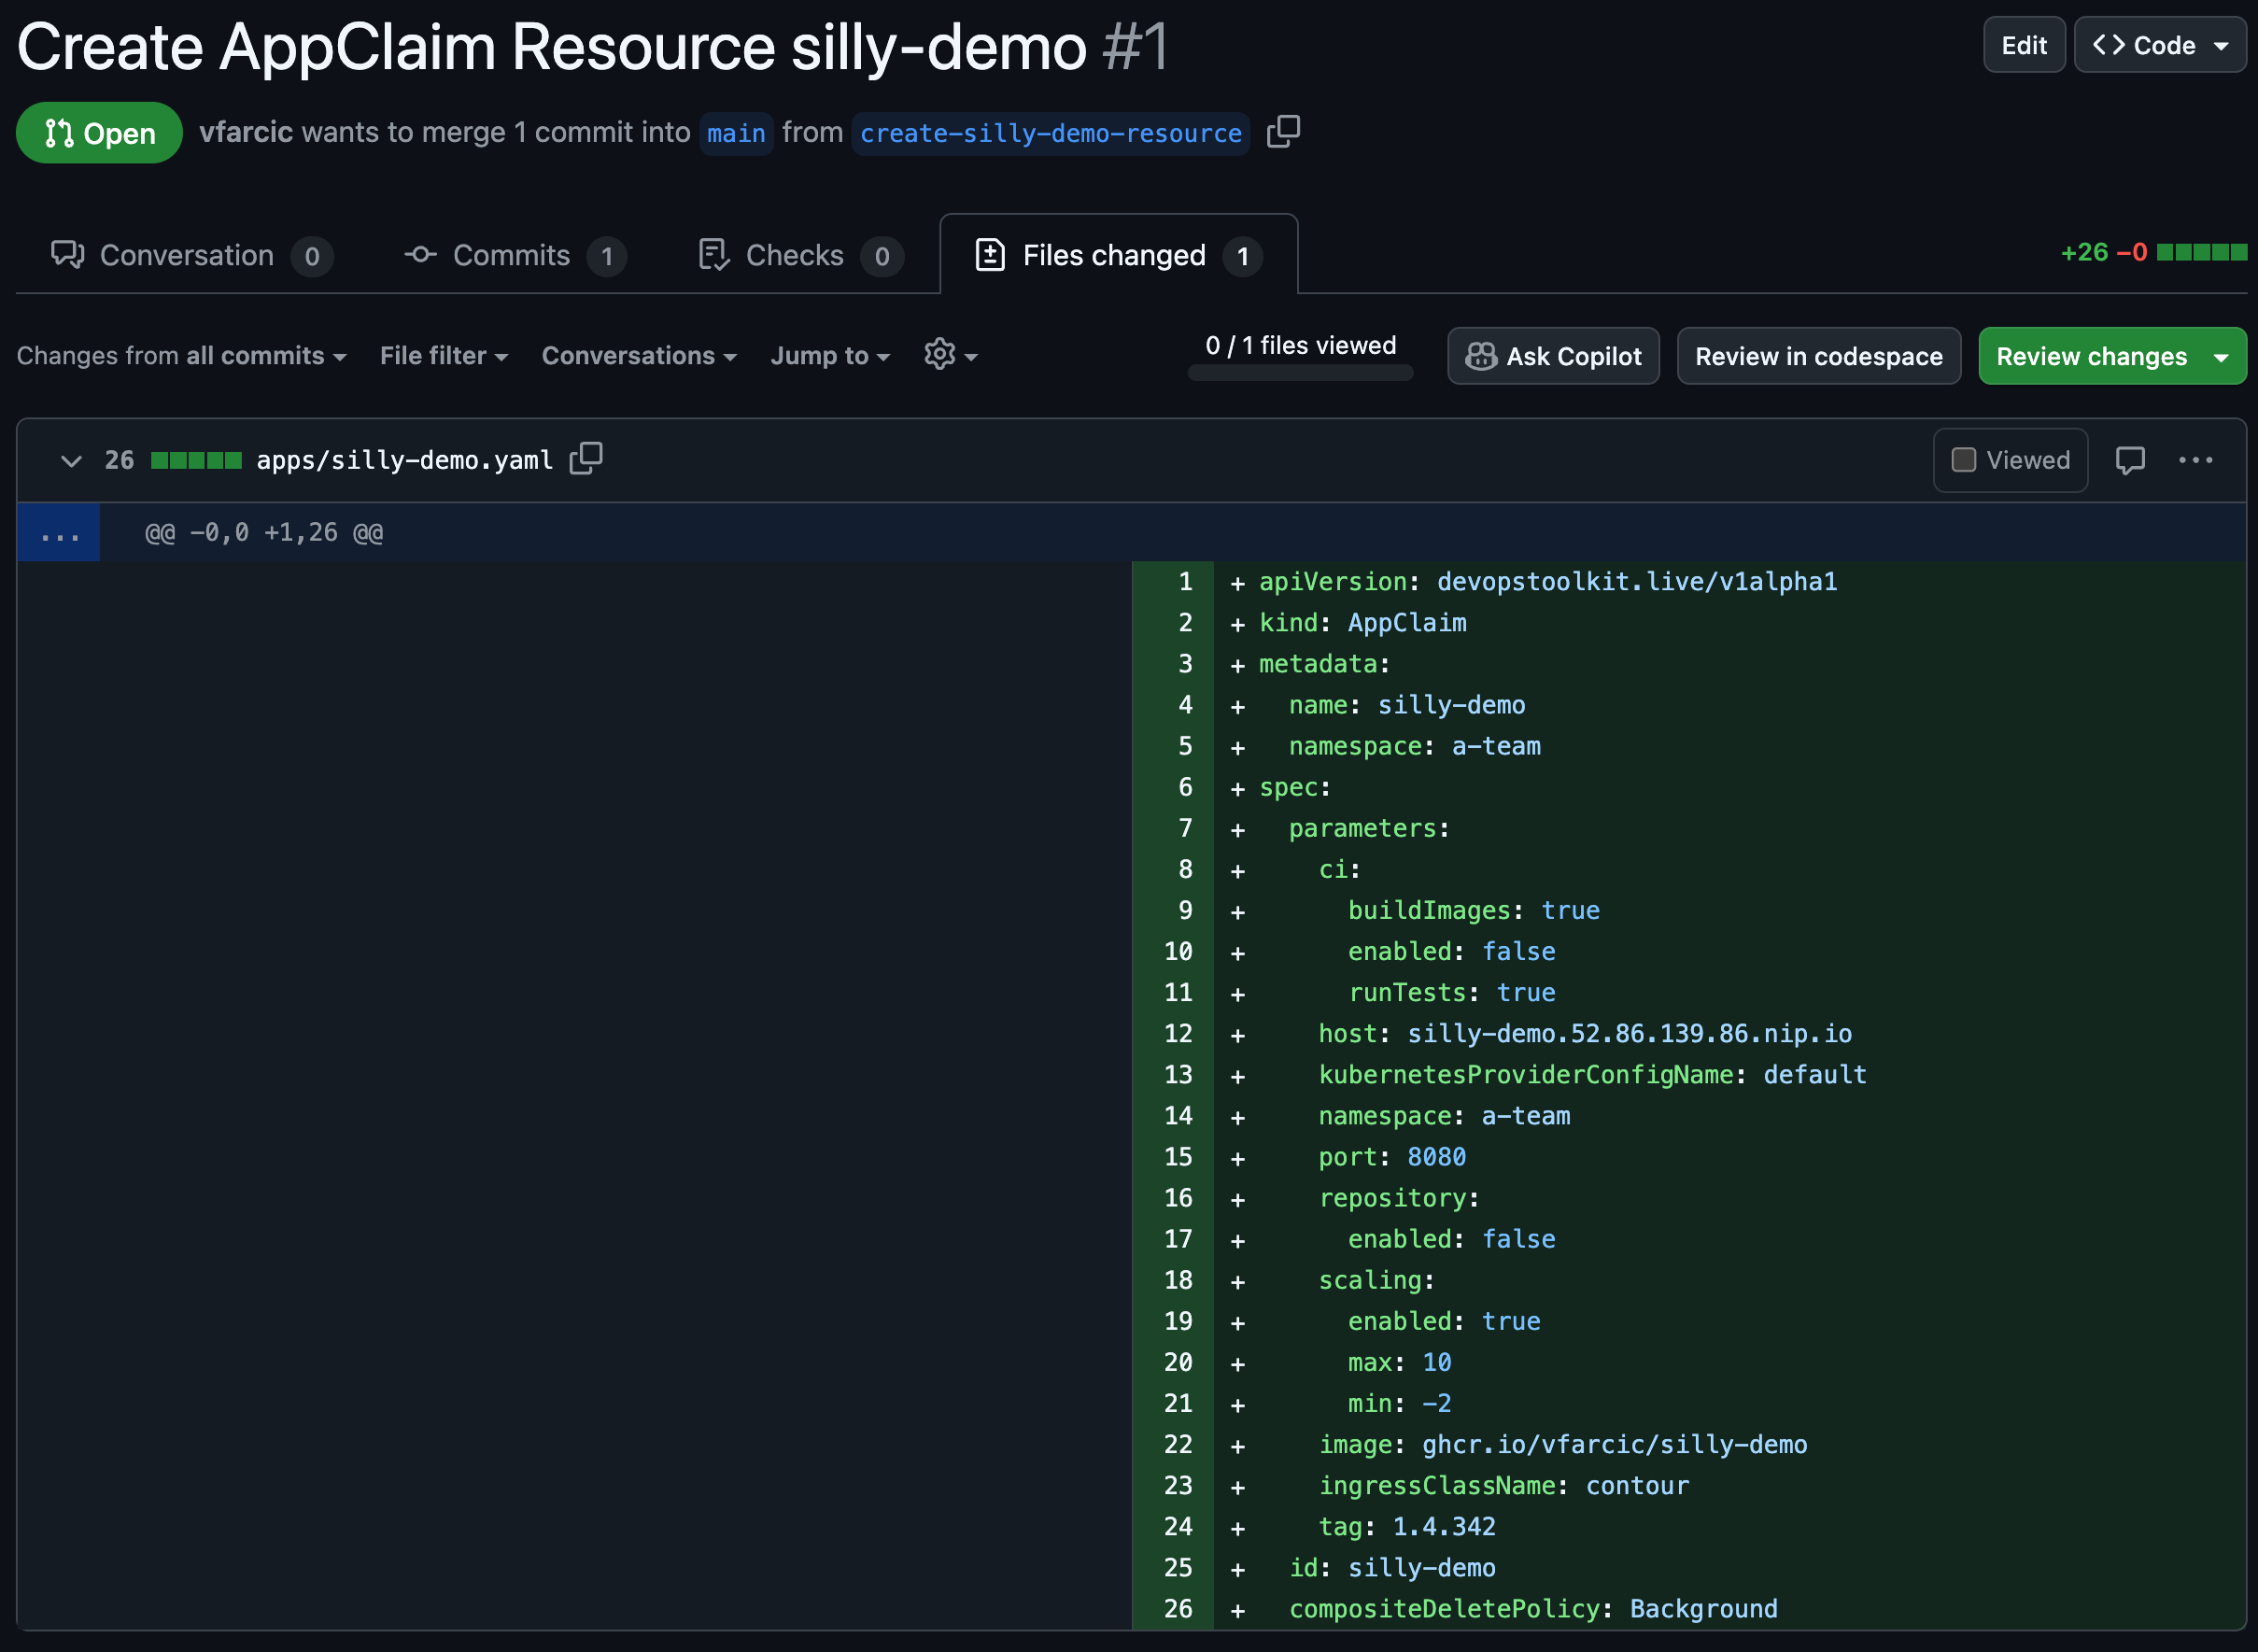 Create AppClaim Resource silly-demo #1
Edit
Code
Open
vfarcic wants to merge 1 commit into main from create-silly-demo-resource
Conversation 0
Commits 1
Checks 0
Files changed 1
+26 −0
Changes from all commits
File filter
Conversations
Jump to
0 / 1 files viewed
Ask Copilot
Review in codespace
Review changes
26 apps/silly-demo.yaml
Viewed
...
@@ -0,0 +1,26 @@
1 + apiVersion: devopstoolkit.live/v1alpha1
2 + kind: AppClaim
3 + metadata:
4 +   name: silly-demo
5 +   namespace: a-team
6 + spec:
7 +   parameters:
8 +     ci:
9 +       buildImages: true
10 +       enabled: false
11 +       runTests: true
12 +     host: silly-demo.52.86.139.86.nip.io
13 +     kubernetesProviderConfigName: default
14 +     namespace: a-team
15 +     port: 8080
16 +     repository:
17 +       enabled: false
18 +     scaling:
19 +       enabled: true
20 +       max: 10
21 +       min: -2
22 +     image: ghcr.io/vfarcic/silly-demo
23 +     ingressClassName: contour
24 +     tag: 1.4.342
25 +   id: silly-demo
26 +   compositeDeletePolicy: Background